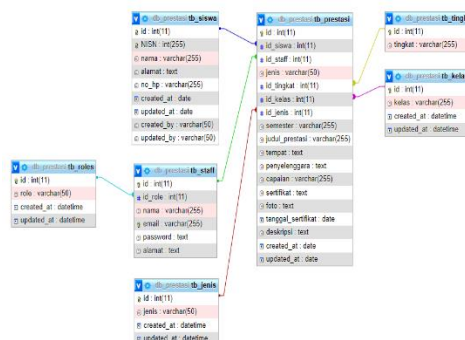 db_prestasi tb_siswa
id : int(11)
NISN : int(255)
nama : varchar(255)
alamat : text
no_hp : varchar(255)
created_at : date
updated_at : date
created_by : varchar(50)
updated_by : varchar(50)
db_prestasi tb_prestasi
id : int(11)
id_siswa : int(11)
id_staff : int(11)
jenis : varchar(50)
id_tingkat : int(11)
id_kelas : int(11)
id_jenis : int(11)
semester : varchar(255)
judul_prestasi : varchar(255)
tempat : text
penyelenggara : text
capaian : varchar(255)
sertifikat : text
foto : text
tanggal_sertifikat : date
deskripsi : text
created_at : date
updated_at : date
db_prestasi tb_tingk
id : int(11)
tingkat : varchar(255)
db_prestasi tb_kelas
id : int(11)
kelas : varchar(255)
created_at : datetime
updated_at : datetime
db_prestasi tb_roles
id : int(11)
role : varchar(50)
created_at : datetime
updated_at : datetime
db_prestasi tb_staff
id : int(11)
id_role : int(11)
nama : varchar(255)
email : varchar(255)
password : text
alamat : text
db_prestasi tb_jenis
id : int(11)
jenis : varchar(50)
created_at : datetime
updated_at : datetime